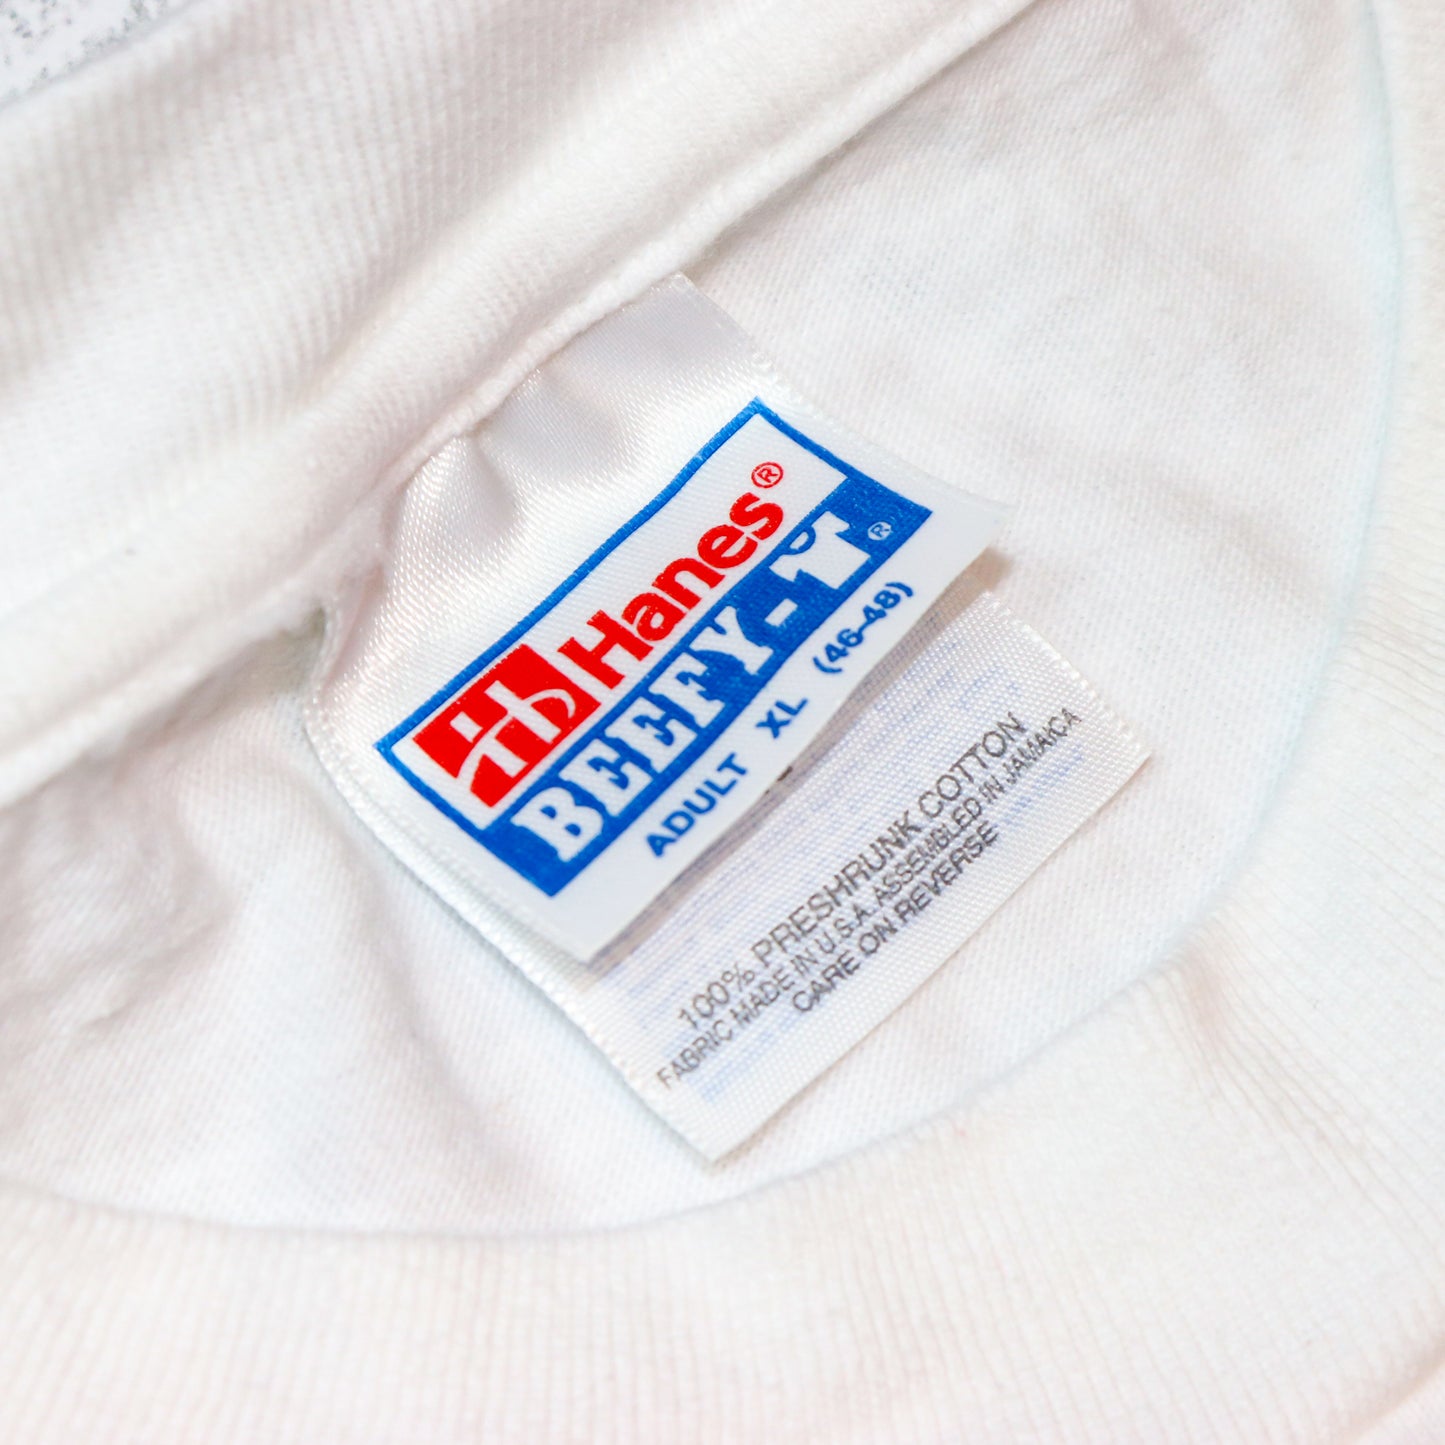 Hanes®
BEEFY-T®
ADULT XL (46-48)
100% PRESHRUNK COTTON
FABRIC MADE IN U.S.A. ASSEMBLED IN JAMAICA
CARE ON REVERSE